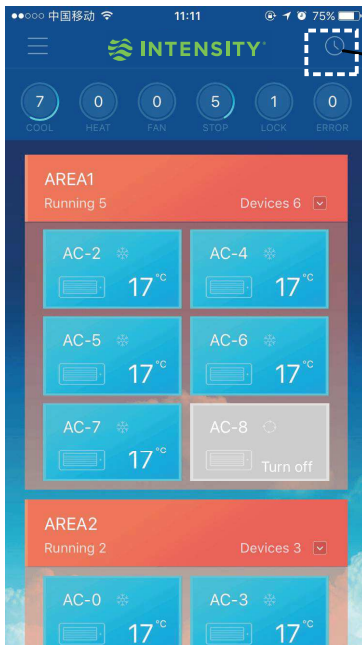 中国移动 11:11 75%
INTENSITY
7 0 0 5 1 0
COOL HEAT FAN STOP LOCK ERROR
AREA1
Running 5 Devices 6
AC-2 AC-4
17°C 17°C
AC-5 AC-6
17°C 17°C
AC-7 AC-8
17°C Turn off
AREA2
Running 2 Devices 3
AC-0 AC-3
17°C 17°C